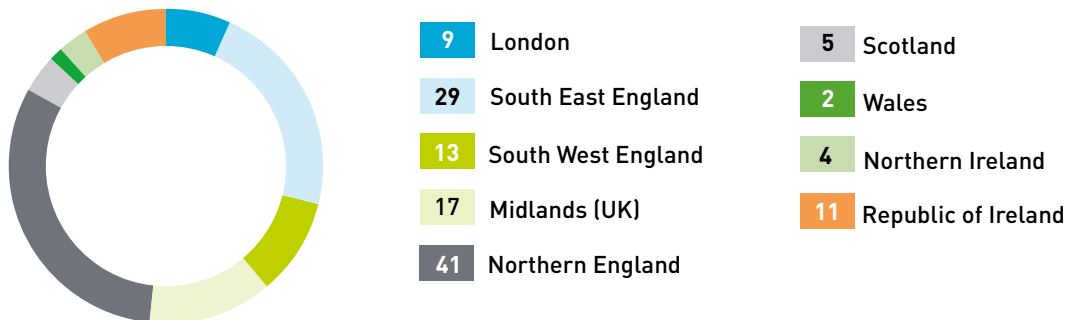 9 London
29 South East England
13 South West England
17 Midlands (UK)
41 Northern England
5 Scotland
2 Wales
4 Northern Ireland
11 Republic of Ireland